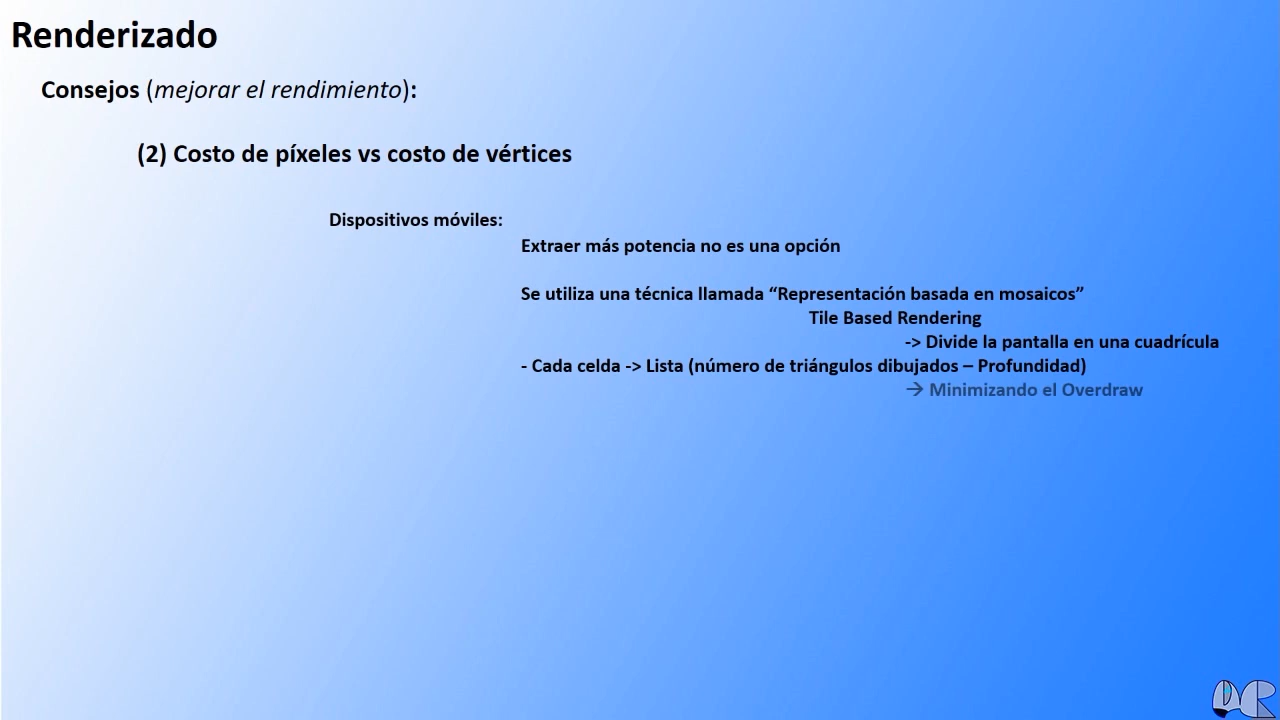 Renderizado
Consejos (mejorar el rendimiento):
(2) Costo de píxeles vs costo de vértices
Dispositivos móviles:
Extraer más potencia no es una opción
Se utiliza una técnica llamada “Representación basada en mosaicos”
Tile Based Rendering
-> Divide la pantalla en una cuadrícula
- Cada celda -> Lista (número de triángulos dibujados – Profundidad)
→ Minimizando el Overdraw